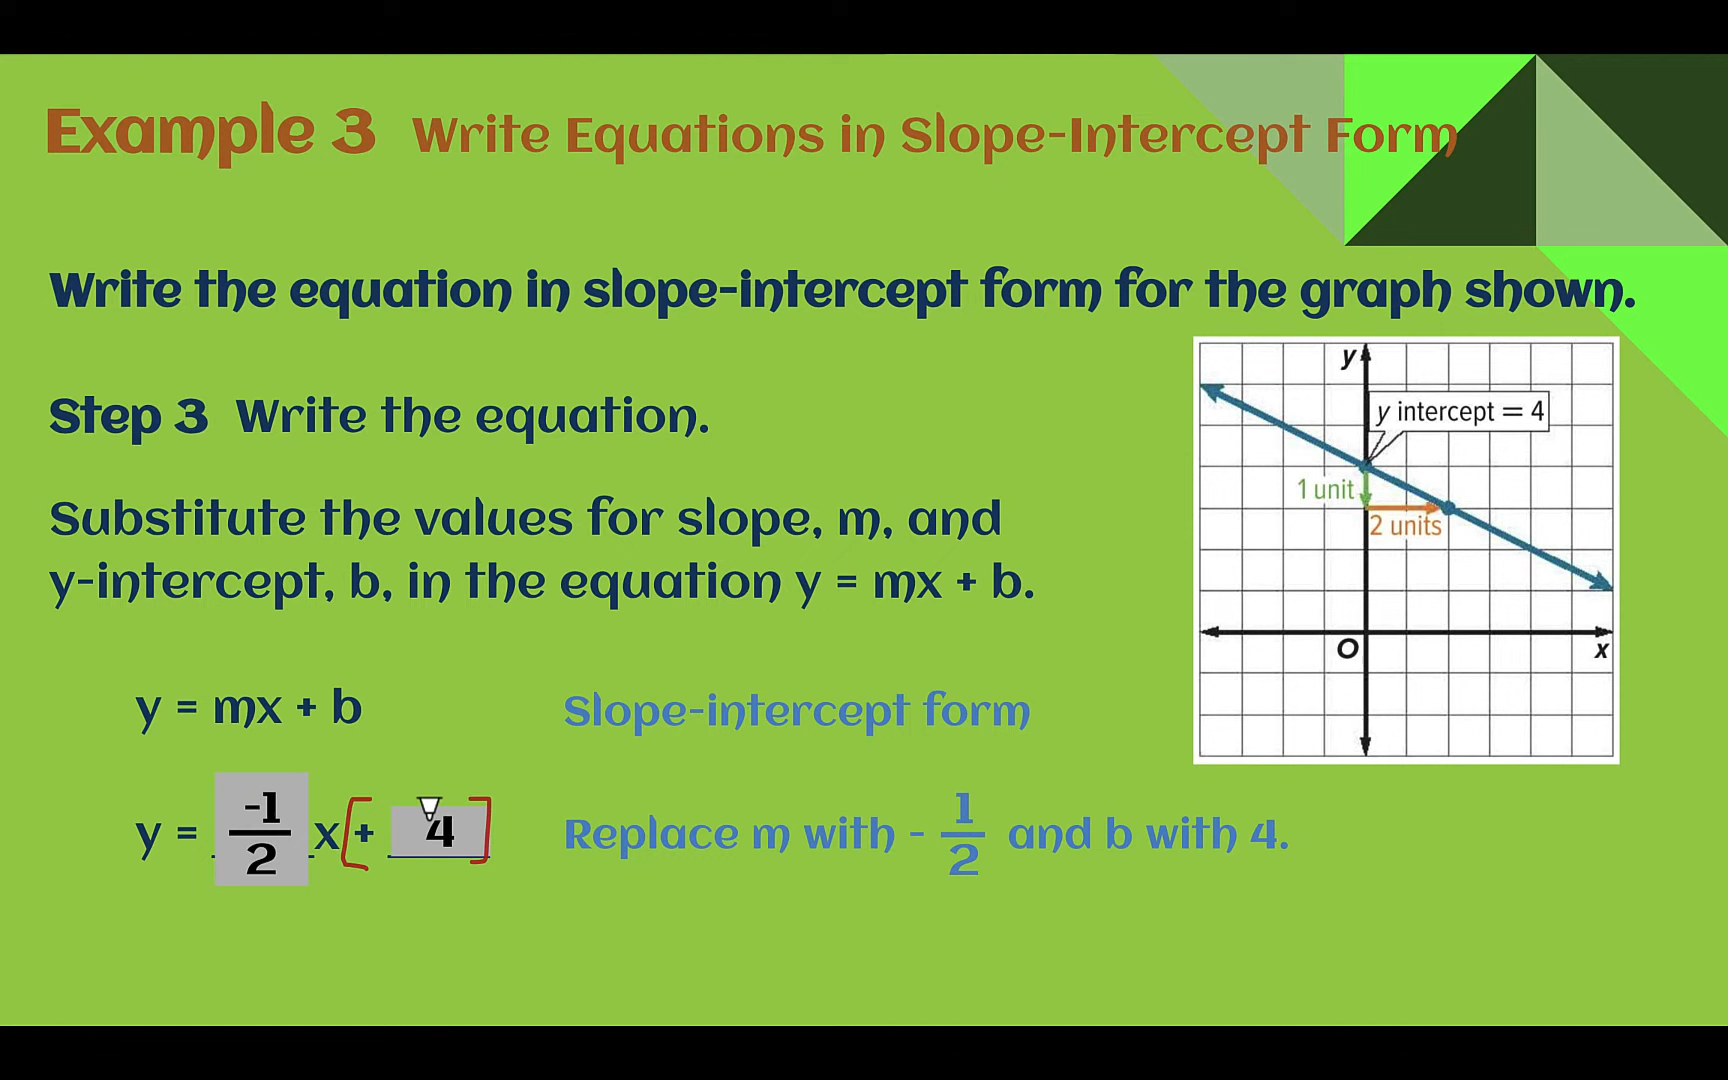 Example 3 Write Equations in Slope-Intercept Form
Write the equation in slope-intercept form for the graph shown.
Step 3 Write the equation.
Substitute the values for slope, m, and
y-intercept, b, in the equation y = mx + b.
y = mx + b Slope-intercept form
y = -1/2 x [+ 4] Replace m with - 1/2 and b with 4.
y
y intercept = 4
1 unit
2 units
O
x